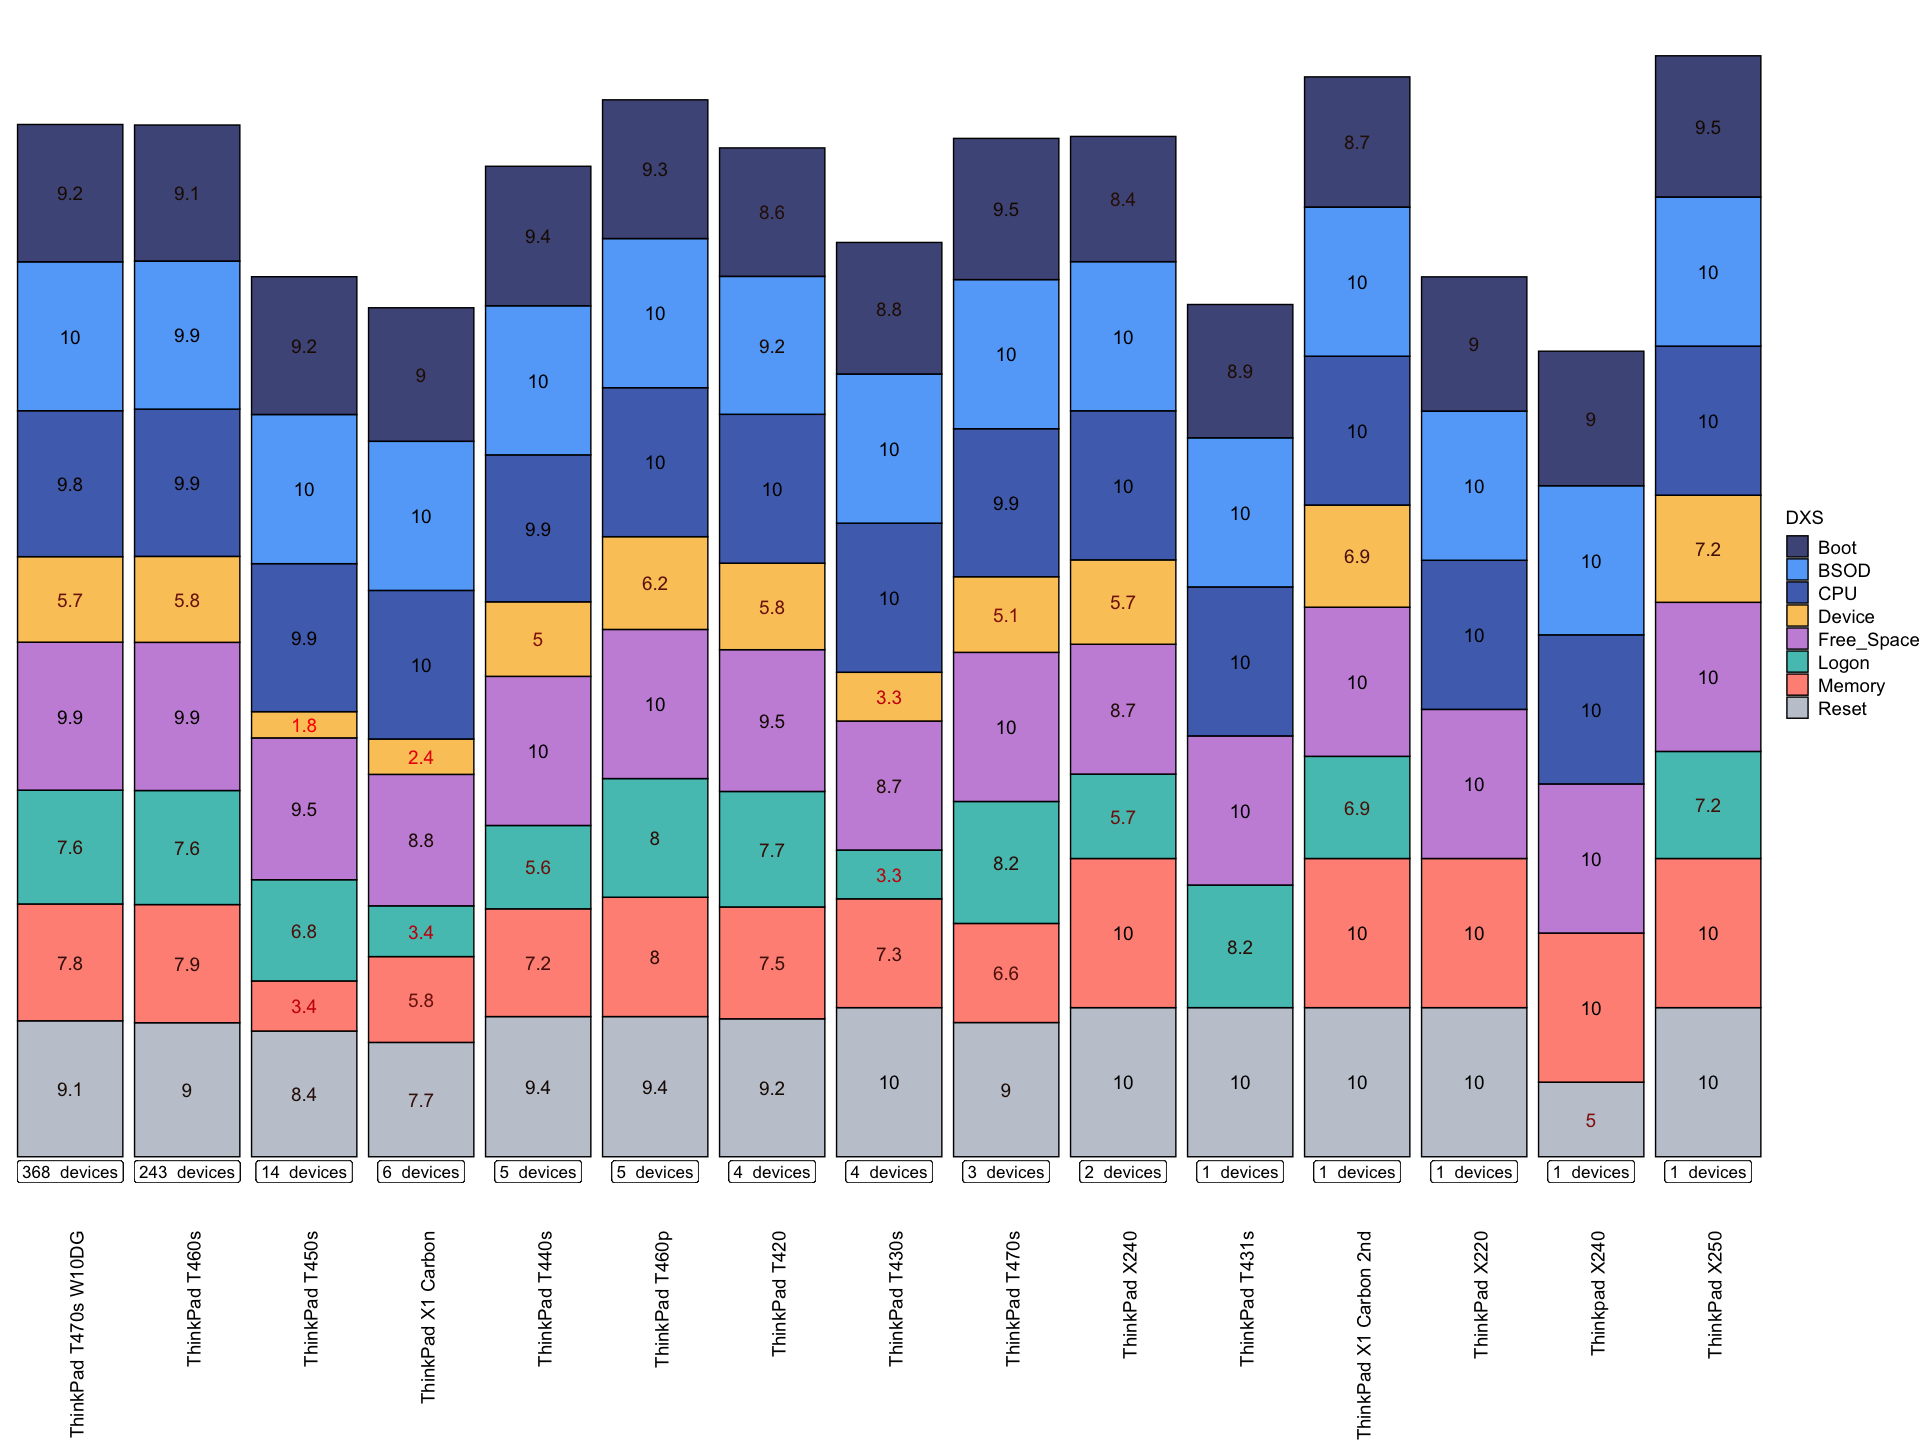 9.2
10
9.8
5.7
9.9
7.6
7.8
9.1
368 devices
ThinkPad T470s W10DG
9.1
9.9
9.9
5.8
9.9
7.6
7.9
9
243 devices
ThinkPad T460s
9.2
10
9.9
1.8
9.5
6.8
3.4
8.4
14 devices
ThinkPad T450s
9
10
10
2.4
8.8
3.4
5.8
7.7
6 devices
ThinkPad X1 Carbon
9.4
10
9.9
5
10
5.6
7.2
9.4
5 devices
ThinkPad T440s
9.3
10
10
6.2
10
8
8
9.4
5 devices
ThinkPad T460p
8.6
9.2
10
5.8
9.5
7.7
7.5
9.2
4 devices
ThinkPad T420
8.8
10
10
3.3
8.7
3.3
7.3
10
4 devices
ThinkPad T430s
9.5
10
9.9
5.1
10
8.2
6.6
9
3 devices
ThinkPad T470s
8.4
10
10
5.7
8.7
5.7
10
10
2 devices
ThinkPad X240
8.9
10
10
10
8.2
10
1 devices
ThinkPad T431s
8.7
10
10
6.9
10
6.9
10
10
1 devices
ThinkPad X1 Carbon 2nd
9
10
10
10
10
10
1 devices
ThinkPad X220
9
10
10
10
10
5
1 devices
Thinkpad X240
9.5
10
10
7.2
10
7.2
10
10
1 devices
ThinkPad X250
DXS
Boot
BSOD
CPU
Device
Free_Space
Logon
Memory
Reset